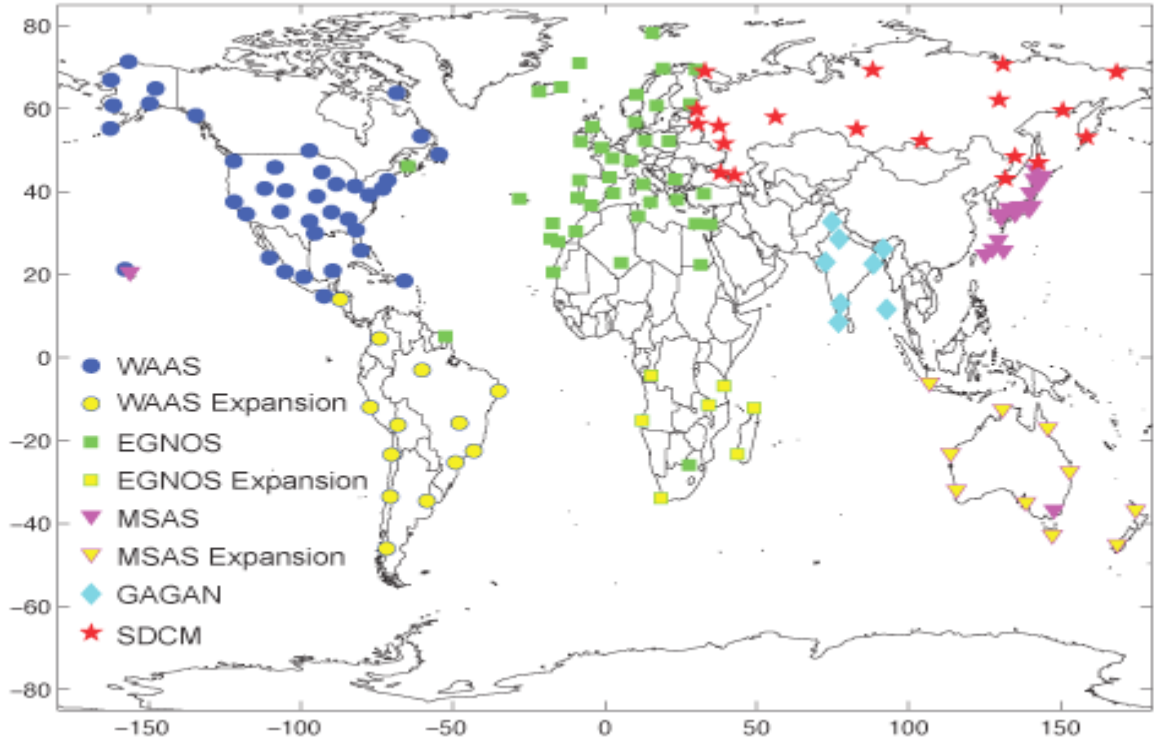 80
60
40
20
0
−20
−40
−60
−80
WAAS
WAAS Expansion
EGNOS
EGNOS Expansion
MSAS
MSAS Expansion
GAGAN
SDCM
−150 −100 −50 0 50 100 150